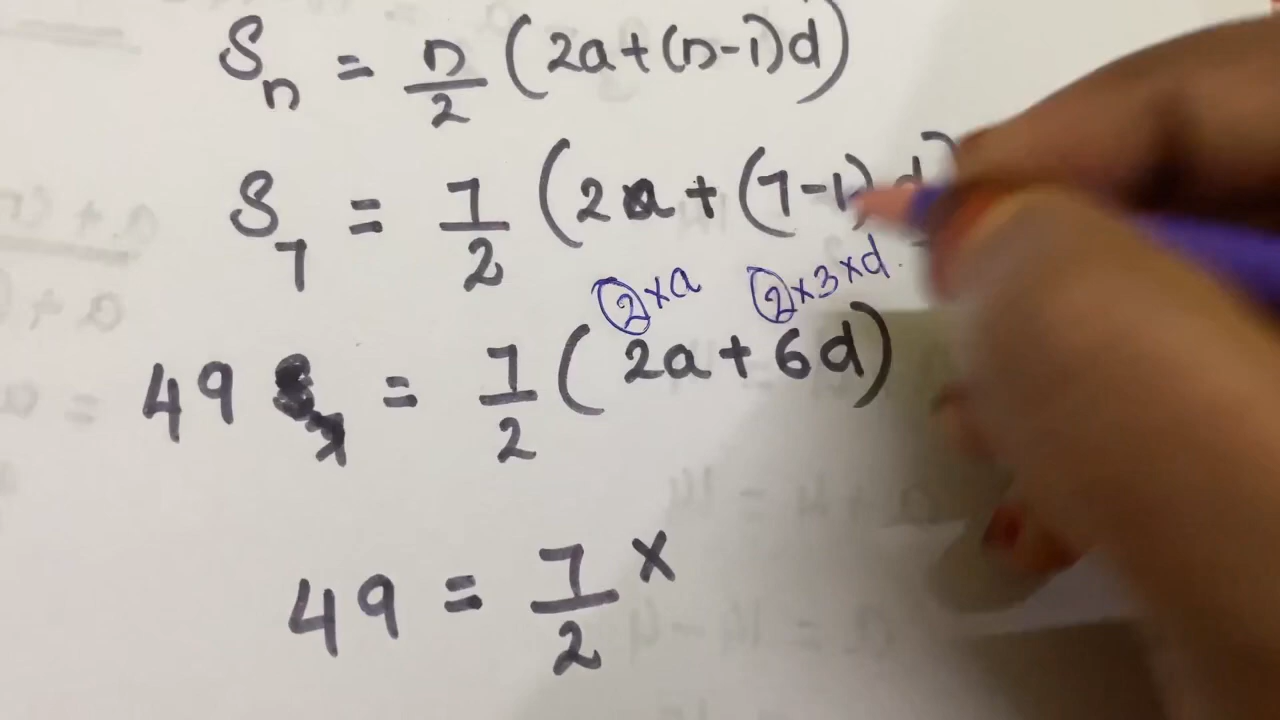 Sn = n/2 (2a+(n-1)d)
S7 = 7/2 (2a + (7-1)d)
2×a 2×3×d
49 = 7/2 (2a+6d)
49 = 7/2 ×